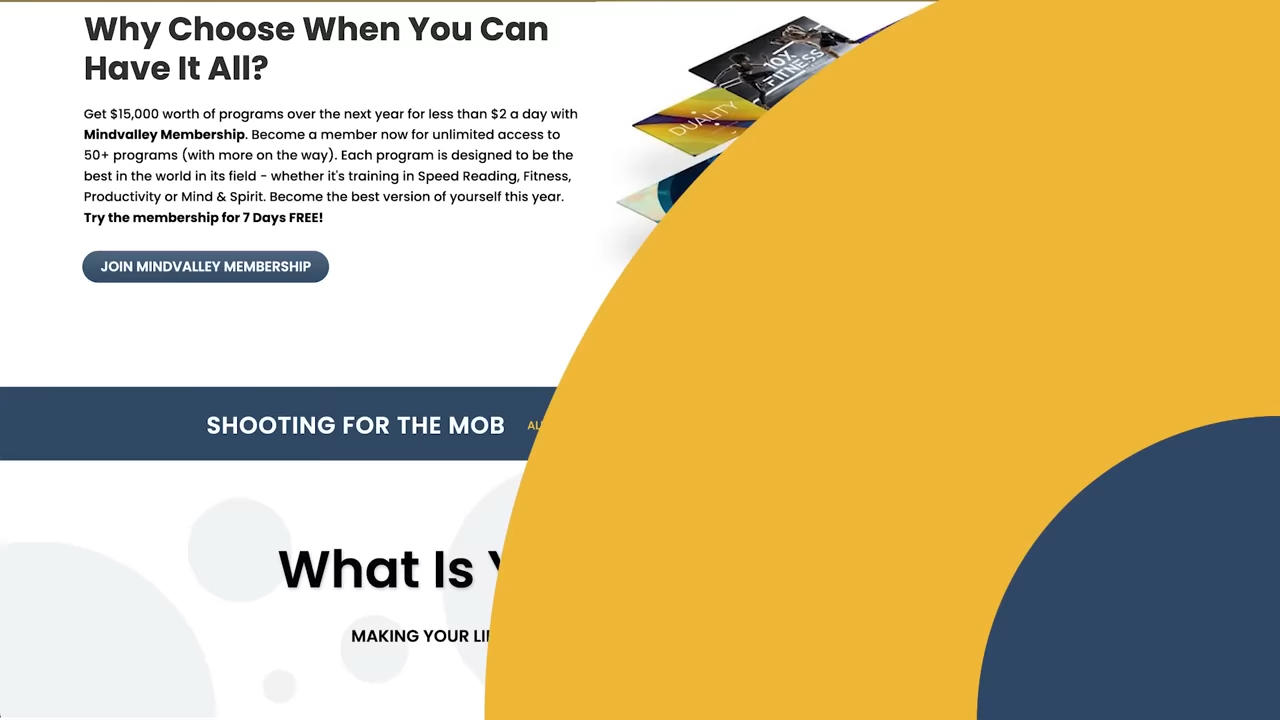 Why Choose When You Can
Have It All?
10X
FITNESS
DUALITY
Get $15,000 worth of programs over the next year for less than $2 a day with
Mindvalley Membership. Become a member now for unlimited access to
50+ programs (with more on the way). Each program is designed to be the
best in the world in its field - whether it's training in Speed Reading, Fitness,
Productivity or Mind & Spirit. Become the best version of yourself this year.
Try the membership for 7 Days FREE!
JOIN MINDVALLEY MEMBERSHIP
SHOOTING FOR THE MOB
What Is
MAKING YOUR